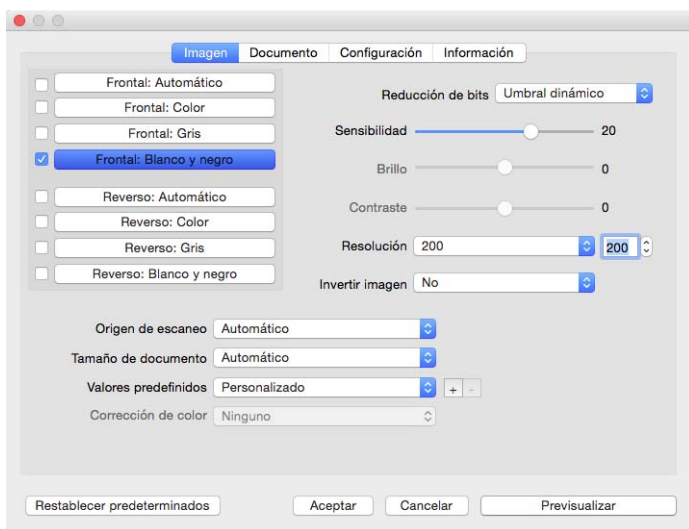 Imagen Documento Configuración Información
Frontal: Automático
Frontal: Color
Frontal: Gris
Frontal: Blanco y negro
Reverso: Automático
Reverso: Color
Reverso: Gris
Reverso: Blanco y negro
Reducción de bits Umbral dinámico
Sensibilidad 20
Brillo 0
Contraste 0
Resolución 200 200
Invertir imagen No
Origen de escaneo Automático
Tamaño de documento Automático
Valores predefinidos Personalizado + -
Corrección de color Ninguno
Restablecer predeterminados Aceptar Cancelar Previsualizar